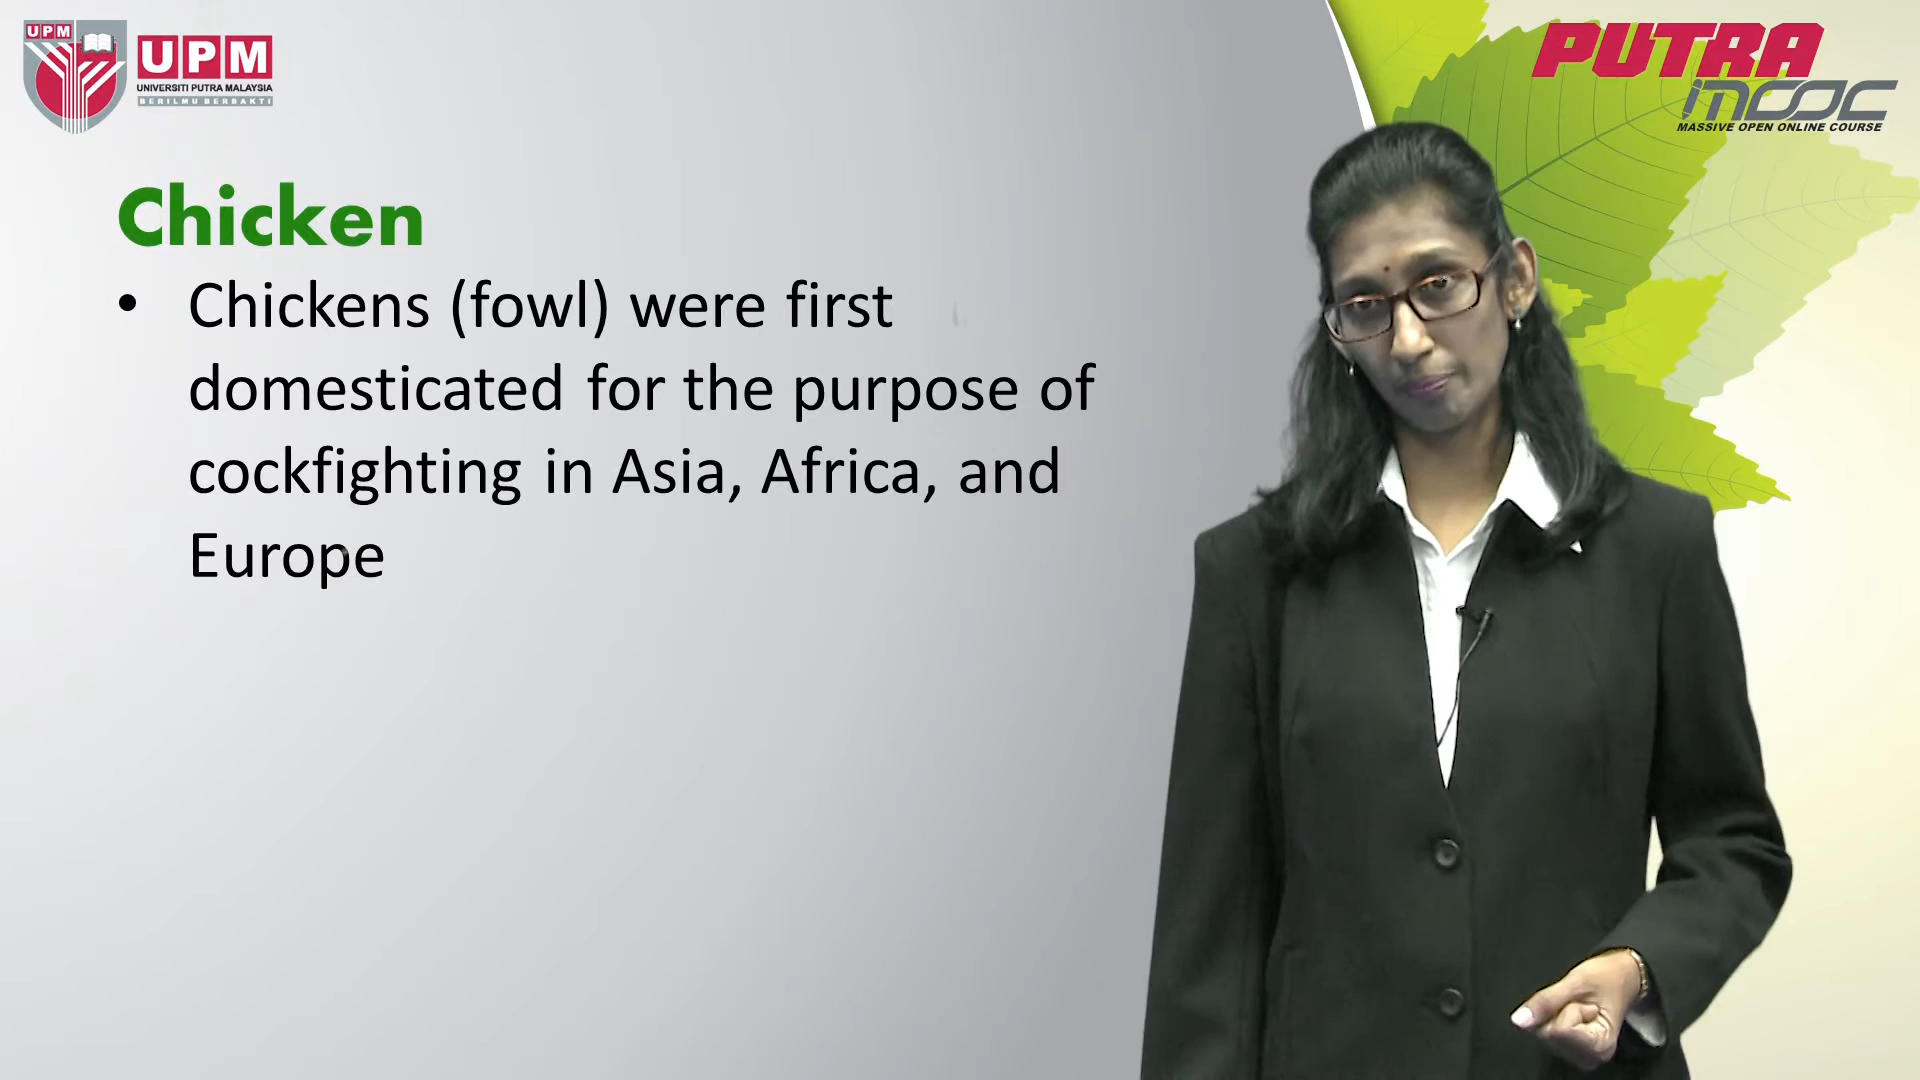 UPM
UPM
UNIVERSITI PUTRA MALAYSIA
BERILMU BERBAKTI
PUTRA
mooc
MASSIVE OPEN ONLINE COURSE
Chicken
• Chickens (fowl) were first
domesticated for the purpose of
cockfighting in Asia, Africa, and
Europe